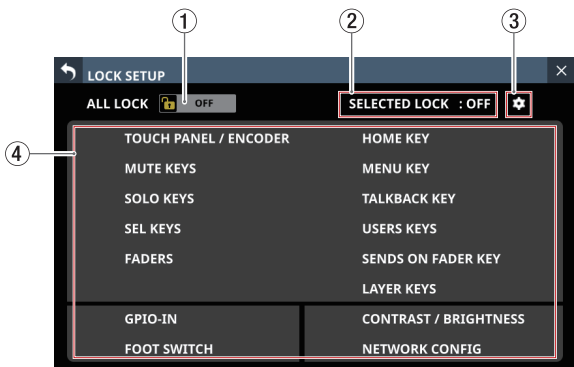 ① ② ③
LOCK SETUP
ALL LOCK OFF SELECTED LOCK : OFF
④
TOUCH PANEL / ENCODER HOME KEY
MUTE KEYS MENU KEY
SOLO KEYS TALKBACK KEY
SEL KEYS USERS KEYS
FADERS SENDS ON FADER KEY
LAYER KEYS
GPIO-IN CONTRAST / BRIGHTNESS
FOOT SWITCH NETWORK CONFIG